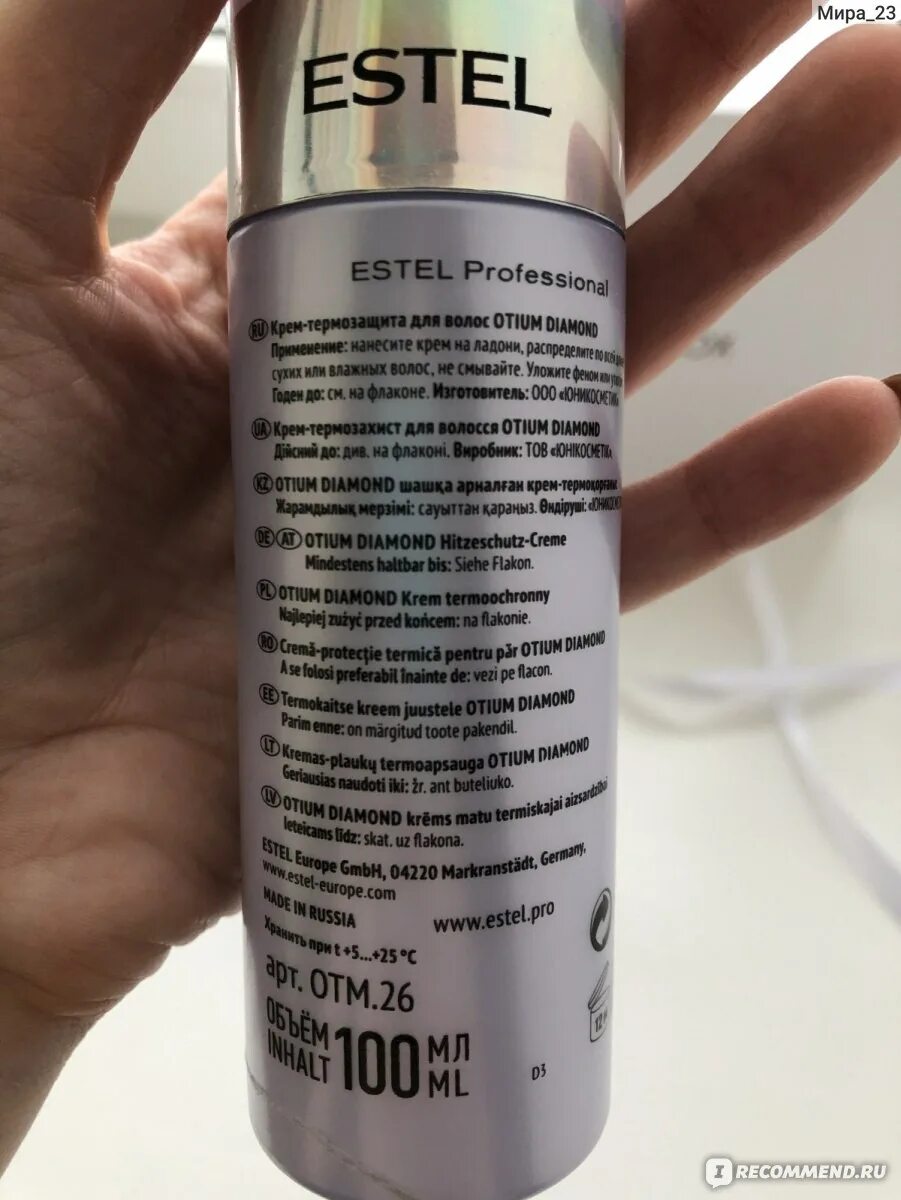 Мира_23
ESTEL
ESTEL Professional
RU Крем-термозащита для волос OTIUM DIAMOND
Применение: нанесите крем на ладони, распределите по всей
сухих или влажных волос, не смывайте. Уложите феном или
Годен до: см. на флаконе. Изготовитель: ООО «ЮНИКОСМЕТИК»
UA Крем-термозахист для волосся OTIUM DIAMOND
Дійсний до: див. на флаконі. Виробник: ТОВ «ЮНІКОСМЕТІК».
KZ OTIUM DIAMOND шашқа арналған крем-термоқорғаныс
Жарамдылық мерзімі: сауыттан қараңыз. Өндіруші:
DE AT OTIUM DIAMOND Hitzeschutz-Creme
Mindestens haltbar bis: Siehe Flakon.
PL OTIUM DIAMOND Krem termoochronny
Najlepiej zużyć przed końcem: na flakonie.
RO Cremă-protecție termică pentru păr OTIUM DIAMOND
A se folosi preferabil înainte de: vezi pe flacon.
EE Termokaitse kreem juustele OTIUM DIAMOND
Parim enne: on märgitud toote pakendil.
LT Kremas-plaukų termoapsauga OTIUM DIAMOND
Geriausias naudoti iki: žr. ant buteliuko.
LV OTIUM DIAMOND krēms matu termiskajai aizsardzībai
Ieteicams līdz: skat. uz flakona.
ESTEL Europe GmbH, 04220 Markranstädt, Germany,
www.estel-europe.com
MADE IN RUSSIA
www.estel.pro
Хранить при t +5...+25 °C
арт. OTM.26
ОБЪЁМ 100 МЛ
INHALT ML
D3
12
IRECOMMEND.RU